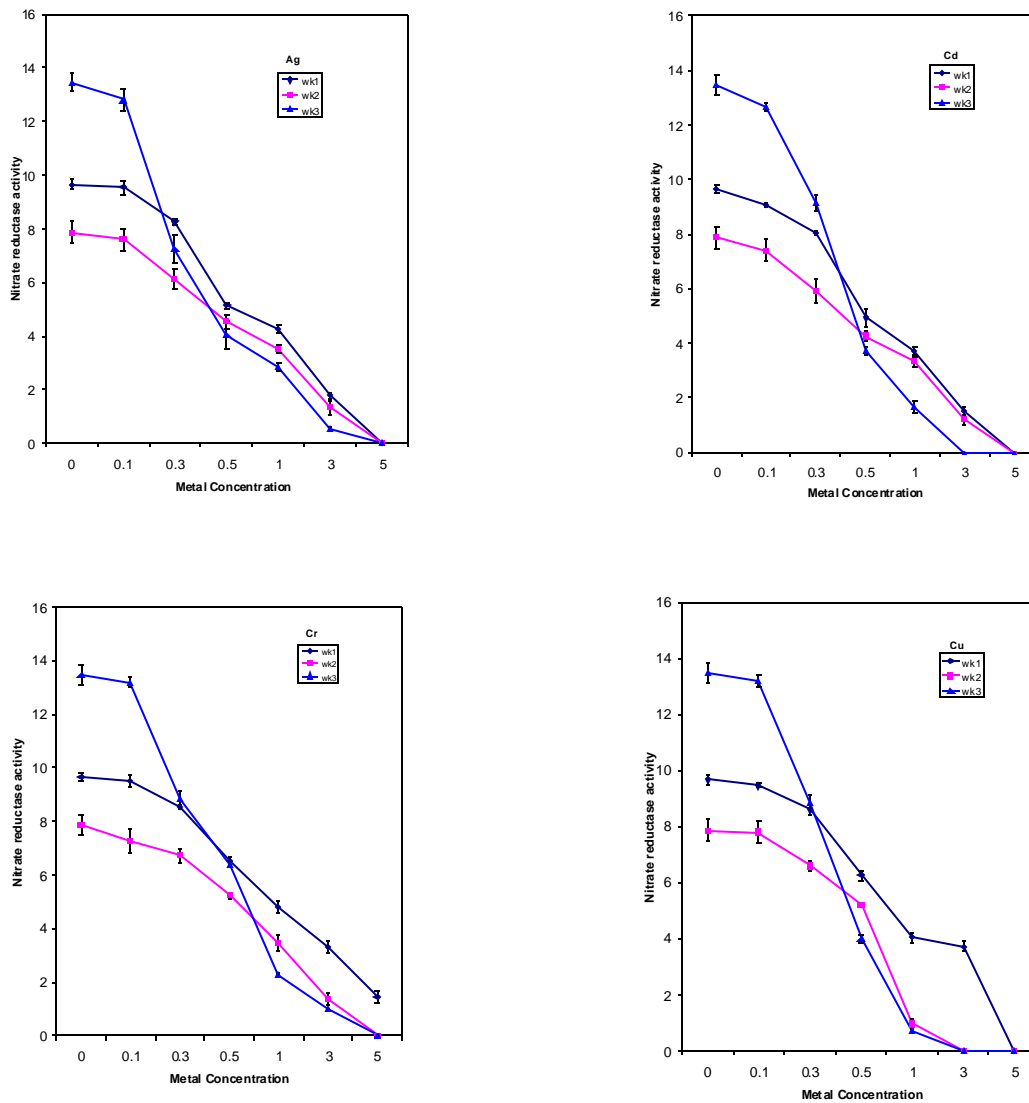 Ag
wk1
wk2
wk3
Nitrate reductase activity
16
14
12
10
8
6
4
2
0
0 0.1 0.3 0.5 1 3 5
Metal Concentration
Cd
wk1
wk2
wk3
Nitrate reductase activity
16
14
12
10
8
6
4
2
0
0 0.1 0.3 0.5 1 3 5
Metal Concentration
Cr
wk1
wk2
wk3
Nitrate reductase activity
16
14
12
10
8
6
4
2
0
0 0.1 0.3 0.5 1 3 5
Metal Concentration
Cu
wk1
wk2
wk3
Nitrate reductase activity
16
14
12
10
8
6
4
2
0
0 0.1 0.3 0.5 1 3 5
Metal Concentration